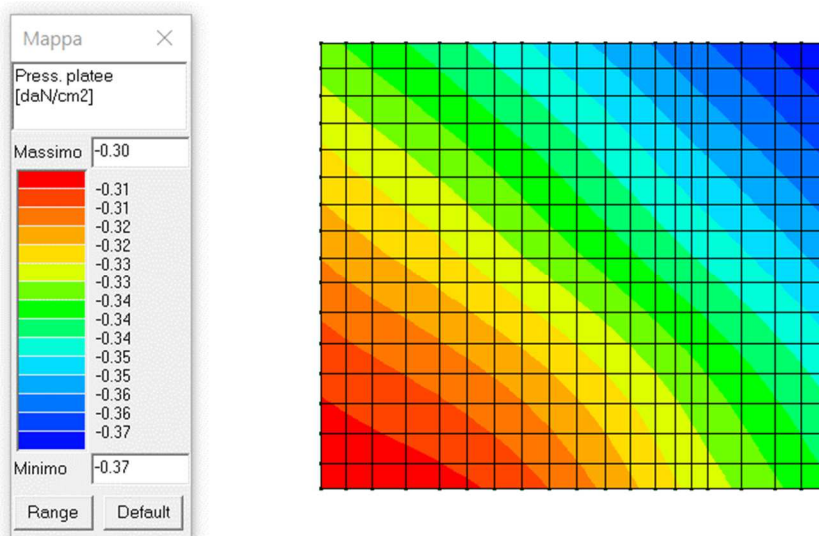 Mappa
Press. platee
[daN/cm2]
Massimo -0.30
-0.31
-0.31
-0.32
-0.32
-0.33
-0.33
-0.34
-0.34
-0.34
-0.35
-0.35
-0.36
-0.36
-0.37
Minimo -0.37
Range Default